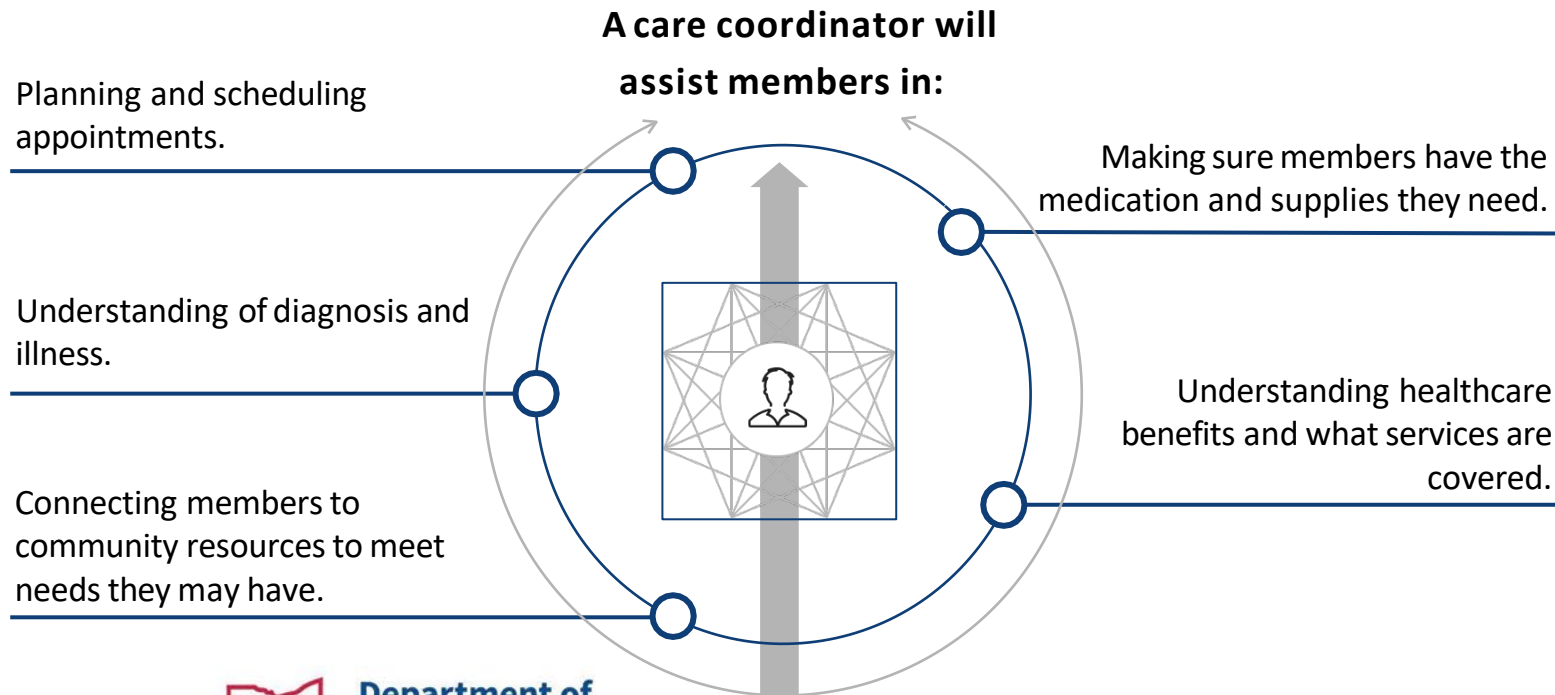 A care coordinator will
assist members in:
Planning and scheduling
appointments.
Making sure members have the
medication and supplies they need.
Understanding of diagnosis and
illness.
Understanding healthcare
benefits and what services are
covered.
Connecting members to
community resources to meet
needs they may have.
Department of